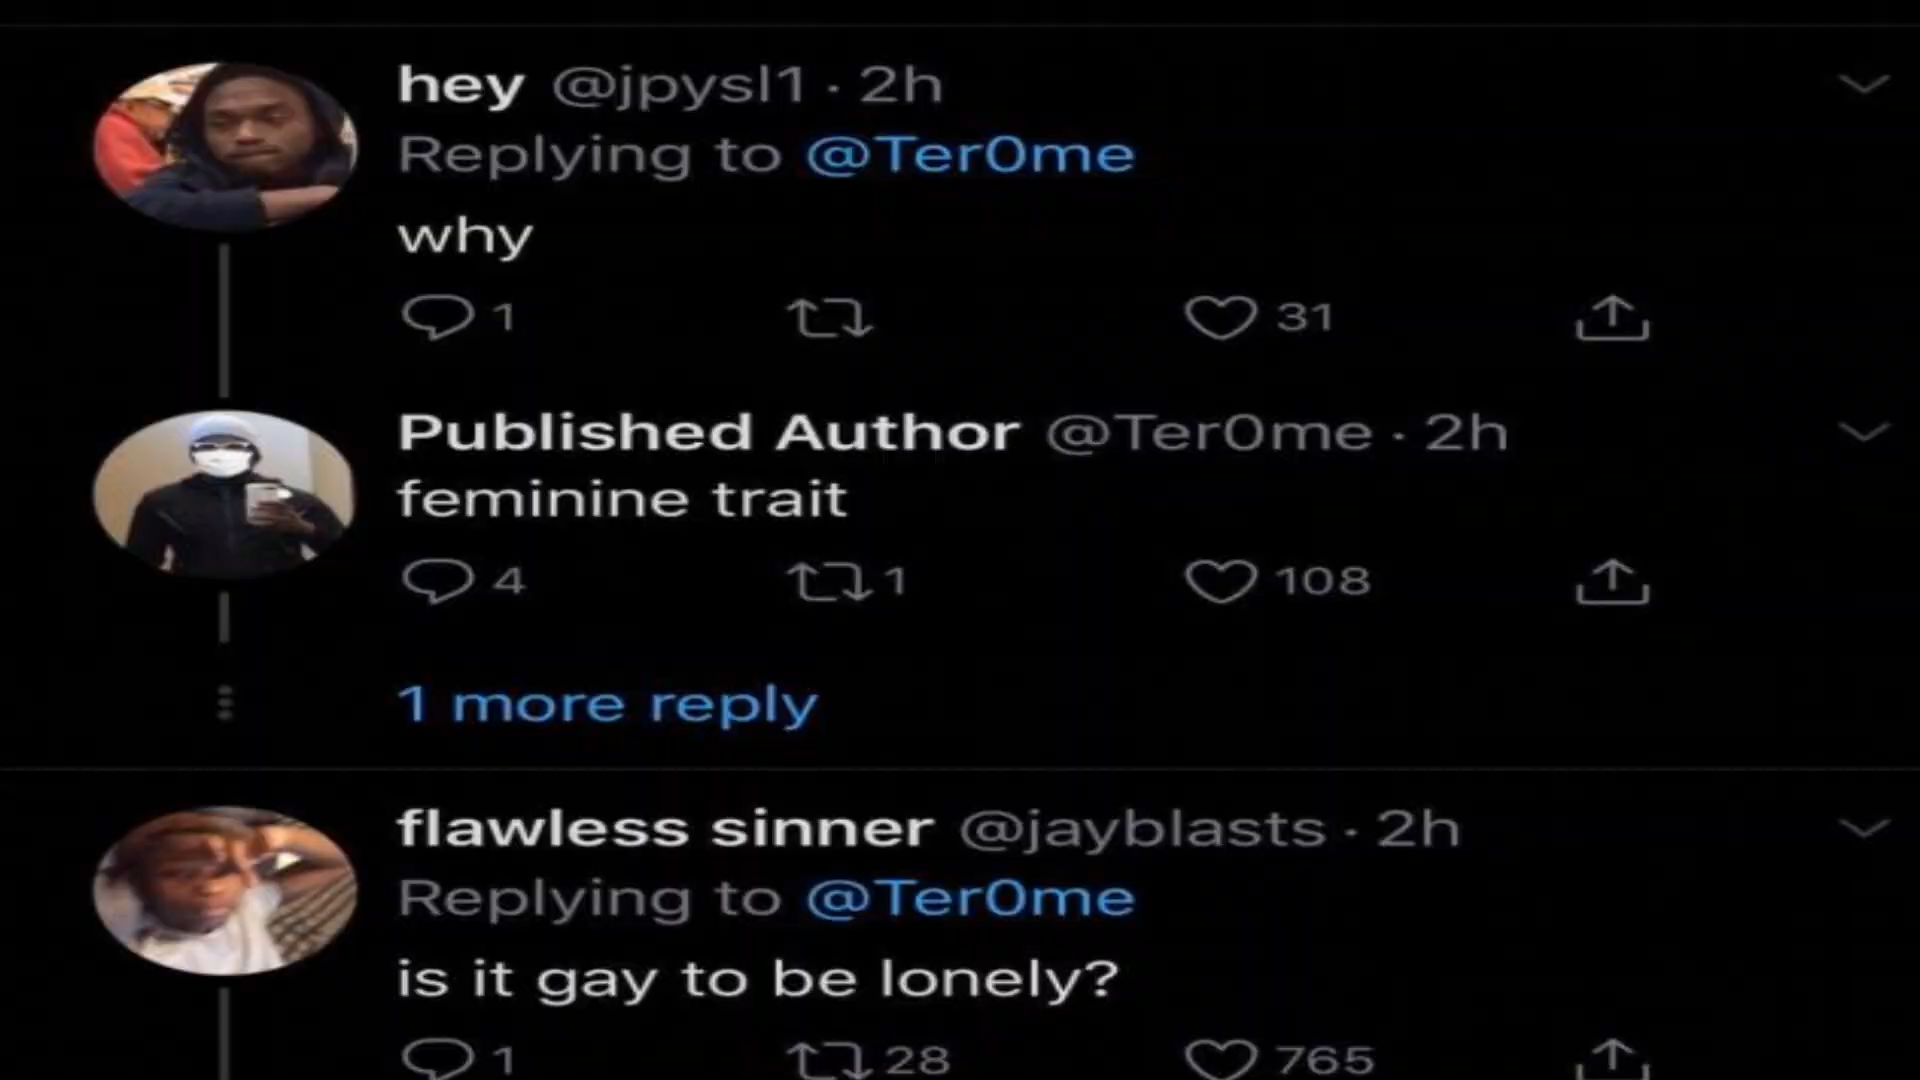 hey @jpysl1 · 2h
Replying to @Ter0me
why
1 31
Published Author @Ter0me · 2h
feminine trait
4 1 108
1 more reply
flawless sinner @jayblasts · 2h
Replying to @Ter0me
is it gay to be lonely?
1 28 765